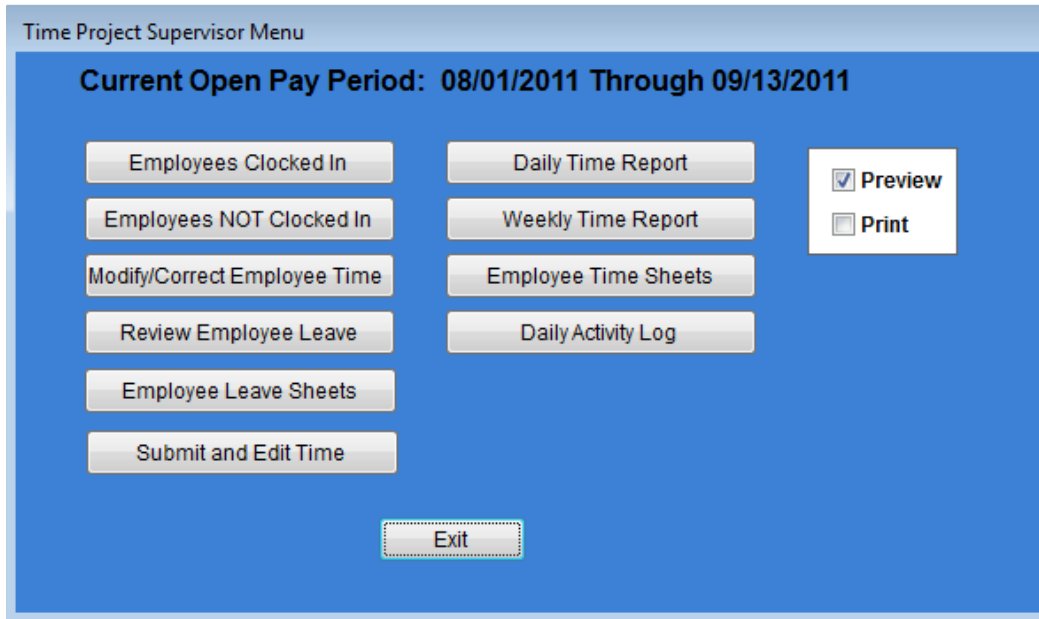 Time Project Supervisor Menu
Current Open Pay Period: 08/01/2011 Through 09/13/2011
Employees Clocked In
Employees NOT Clocked In
Modify/Correct Employee Time
Review Employee Leave
Employee Leave Sheets
Submit and Edit Time
Daily Time Report
Weekly Time Report
Employee Time Sheets
Daily Activity Log
Preview
Print
Exit